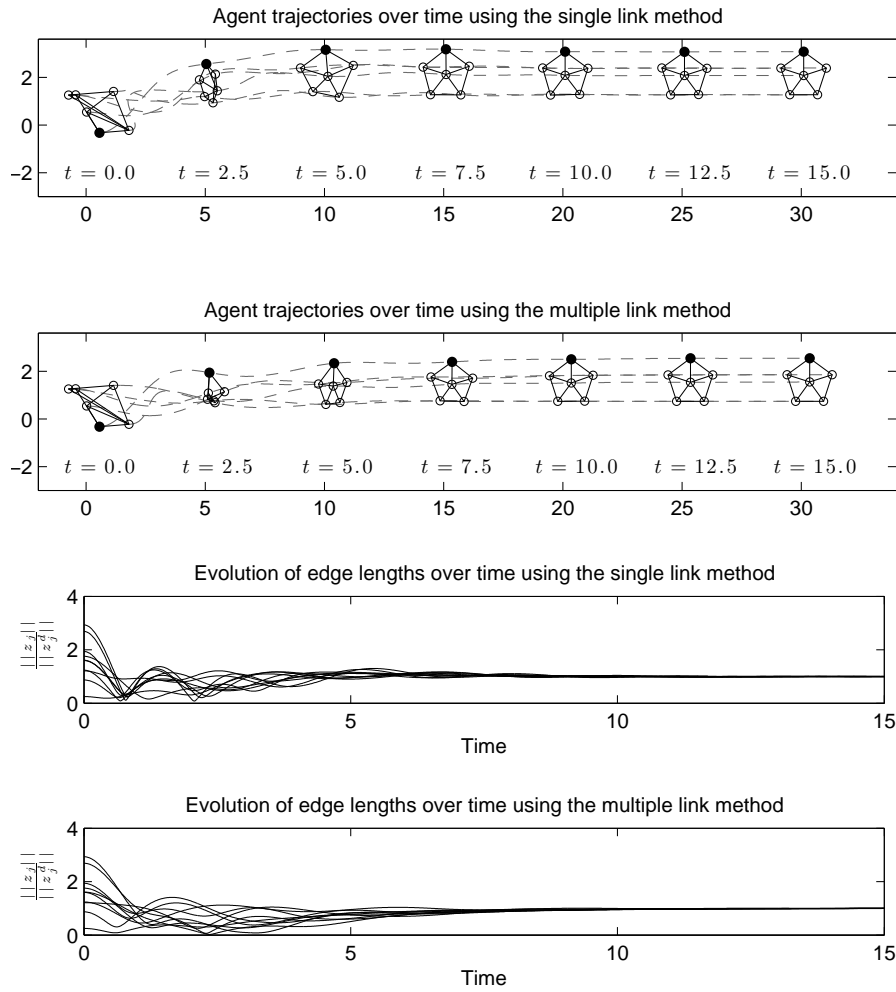 Agent trajectories over time using the single link method
2
0
−2
t = 0.0 t = 2.5 t = 5.0 t = 7.5 t = 10.0 t = 12.5 t = 15.0
0 5 10 15 20 25 30
Agent trajectories over time using the multiple link method
2
0
−2
t = 0.0 t = 2.5 t = 5.0 t = 7.5 t = 10.0 t = 12.5 t = 15.0
0 5 10 15 20 25 30
Evolution of edge lengths over time using the single link method
4
2
0
||z_j|| / ||z_j^d||
0 5 10 15
Time
Evolution of edge lengths over time using the multiple link method
4
2
0
||z_j|| / ||z_j^d||
0 5 10 15
Time